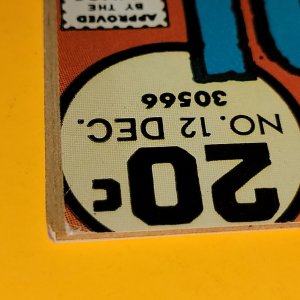 APPROVED
BY THE
20¢
NO. 12 DEC.
30566